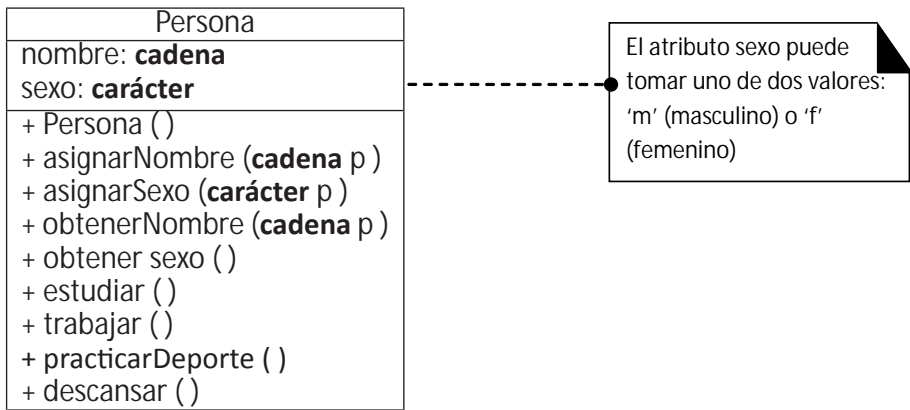 Persona
nombre: cadena
sexo: carácter
+ Persona ( )
+ asignarNombre (cadena p )
+ asignarSexo (carácter p )
+ obtenerNombre (cadena p )
+ obtener sexo ( )
+ estudiar ( )
+ trabajar ( )
+ practicarDeporte ( )
+ descansar ( )
El atributo sexo puede
tomar uno de dos valores:
‘m’ (masculino) o ‘f’
(femenino)